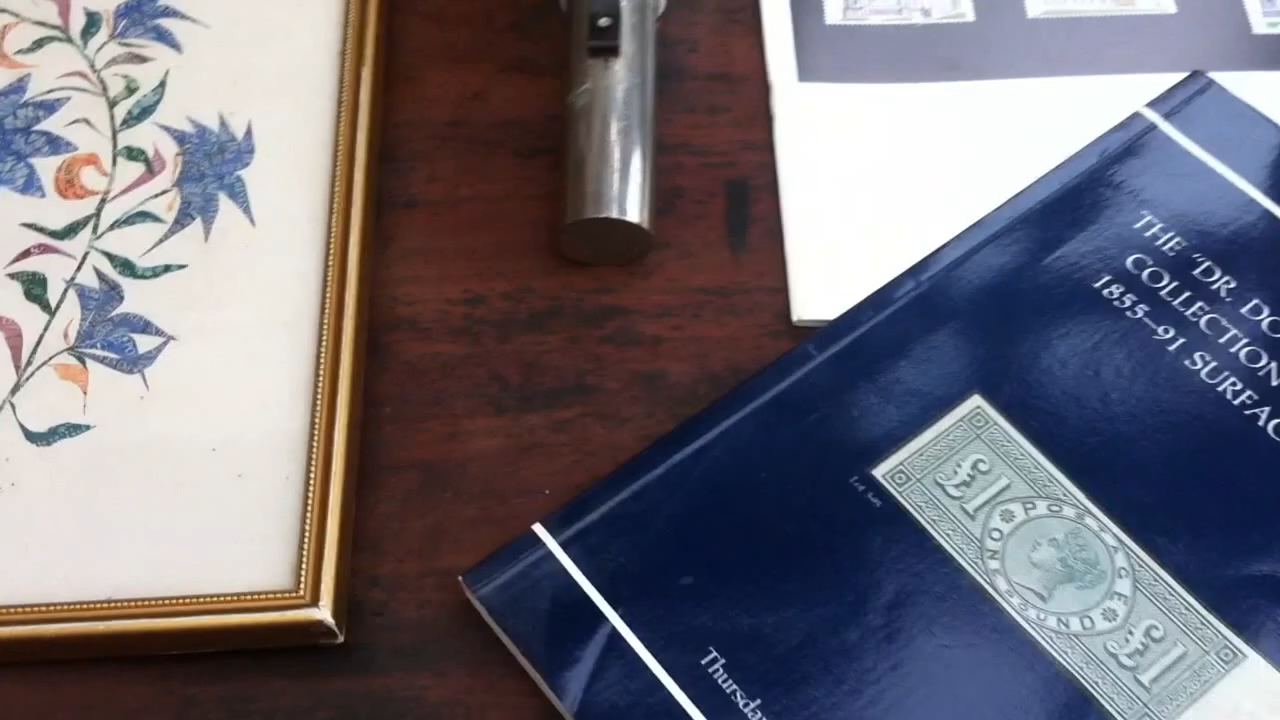 THE 'DR. DO
COLLECTION
1855–91 SURFAC
£1
POSTAGE
ONE POUND
£1
Thursday